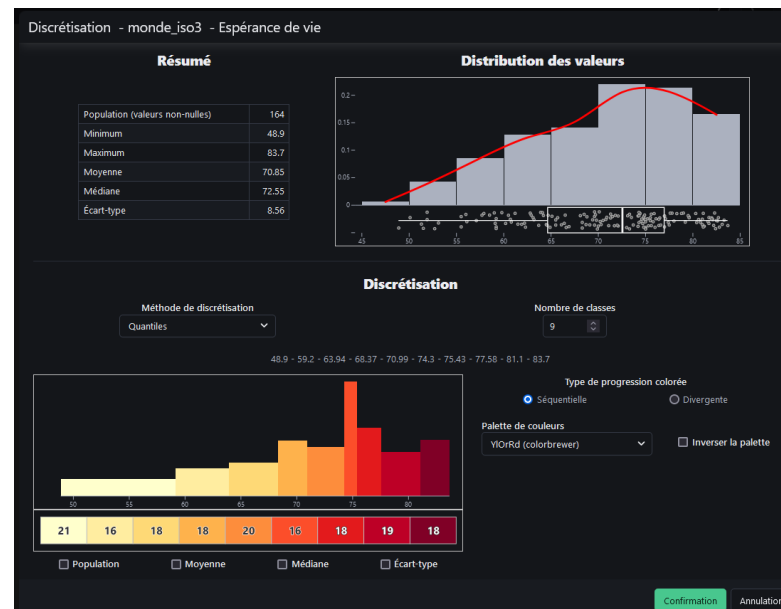 Discrétisation - monde_iso3 - Espérance de vie
Résumé
Population (valeurs non-nulles) 164
Minimum 48.9
Maximum 83.7
Moyenne 70.85
Médiane 72.55
Écart-type 8.56
Distribution des valeurs
0.2
0.15
0.1
0.05
0
45 50 55 60 65 70 75 80 85
Discrétisation
Méthode de discrétisation
Quantiles
Nombre de classes
9
48.9 - 59.2 - 63.94 - 68.37 - 70.99 - 74.3 - 75.43 - 77.58 - 81.1 - 83.7
50 55 60 65 70 75 80
21 16 18 18 20 16 18 19 18
Population Moyenne Médiane Écart-type
Type de progression colorée
Séquentielle Divergente
Palette de couleurs
YlOrRd (colorbrewer) Inverser la palette
Confirmation Annulation